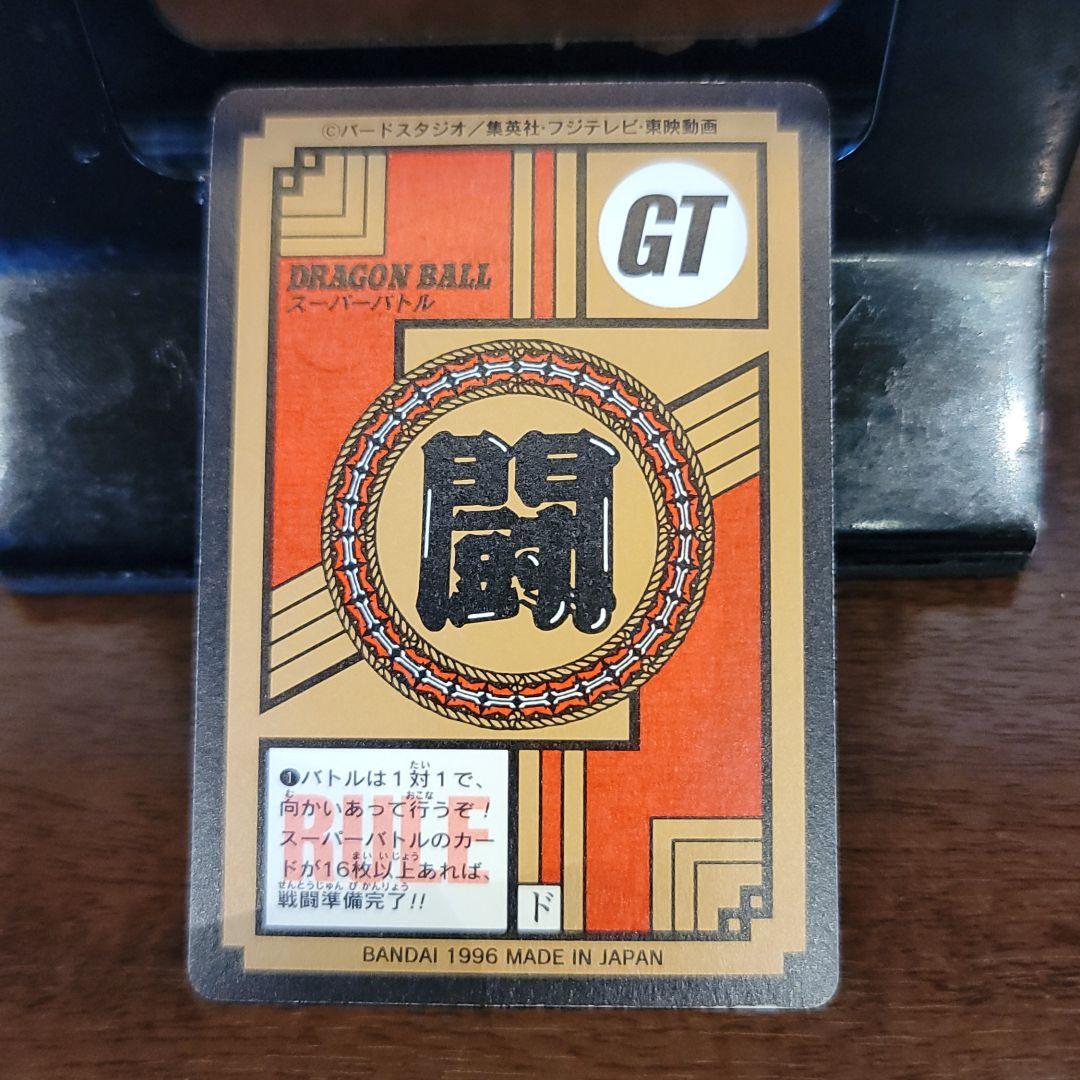 ©バードスタジオ／集英社・フジテレビ・東映動画
GT
DRAGON BALL
スーパーバトル
闘
RULE
❶バトルは1対1で、
向かいあって行うぞ！
スーパーバトルのカー
ドが16枚以上あれば、
戦闘準備完了!!
ド
BANDAI 1996 MADE IN JAPAN